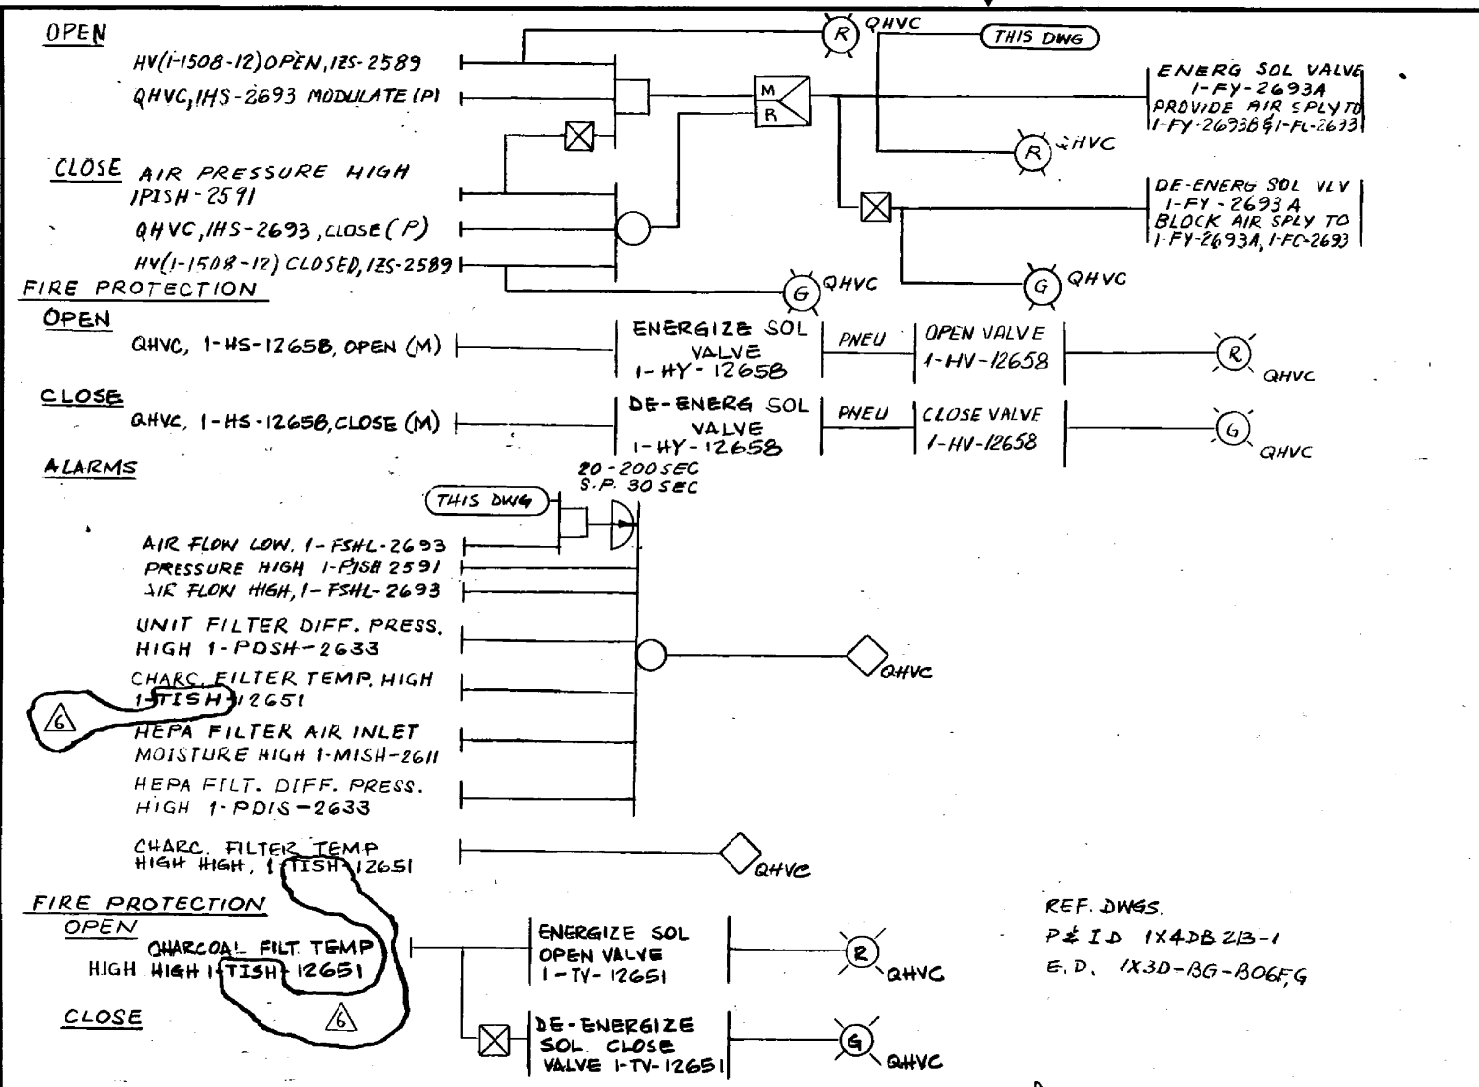 OPEN
QHVC
R
THIS DWG
HV(1-1508-12) OPEN, 1ZS-2589
QHVC, 1HS-2693 MODULATE (P)
M
R
ENERG SOL VALVE
1-FY-2693A
PROVIDE AIR SPLY TO
1-FY-2693B & 1-FC-2693
R
QHVC
CLOSE
AIR PRESSURE HIGH
1PISH-2591
QHVC, 1HS-2693, CLOSE (P)
HV(1-1508-12) CLOSED, 1ZS-2589
DE-ENERG SOL VLV
1-FY-2693A
BLOCK AIR SPLY TO
1-FY-2693A, 1-FC-2693
G
QHVC
G
QHVC
FIRE PROTECTION
OPEN
QHVC, 1-HS-12658, OPEN (M)
ENERGIZE SOL
VALVE
1-HY-12658
PNEU
OPEN VALVE
1-HV-12658
R
QHVC
CLOSE
QHVC, 1-HS-12658, CLOSE (M)
DE-ENERG SOL
VALVE
1-HY-12658
PNEU
CLOSE VALVE
1-HV-12658
G
QHVC
ALARMS
20-200 SEC
S.P. 30 SEC
THIS DWG
AIR FLOW LOW. 1-FSHL-2693
PRESSURE HIGH 1-PISH 2591
AIR FLOW HIGH, 1-FSHL-2693
UNIT FILTER DIFF. PRESS.
HIGH 1-PDSH-2633
QHVC
CHARC. FILTER TEMP. HIGH
1-TISH-12651
6
HEPA FILTER AIR INLET
MOISTURE HIGH 1-MISH-2611
HEPA FILT. DIFF. PRESS.
HIGH 1-PDIS-2633
CHARC. FILTER TEMP
HIGH HIGH, 1-TISH-12651
QHVC
FIRE PROTECTION
OPEN
CHARCOAL FILT. TEMP
HIGH HIGH 1-TISH-12651
6
ENERGIZE SOL
OPEN VALVE
1-TV-12651
R
QHVC
CLOSE
DE-ENERGIZE
SOL. CLOSE
VALVE 1-TV-12651
G
QHVC
REF. DWGS.
P & ID 1X4DB213-1
E.D. 1X3D-BG-B06F,G